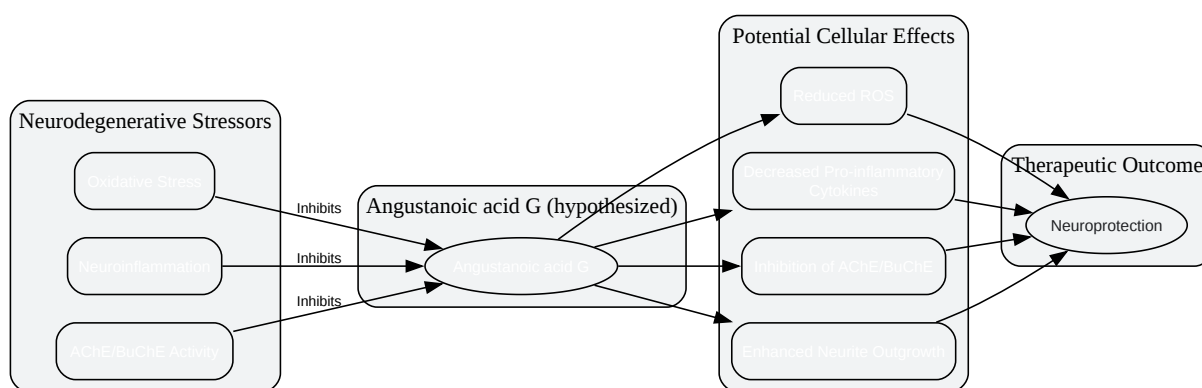 Neurodegenerative Stressors
Oxidative Stress
Neuroinflammation
AChE/BuChE Activity
Inhibits
Inhibits
Inhibits
Angustanoic acid G (hypothesized)
Angustanoic acid G
Potential Cellular Effects
Reduced ROS
Decreased Pro-inflammatory
Cytokines
Inhibition of AChE/BuChE
Enhanced Neurite Outgrowth
Therapeutic Outcome
Neuroprotection